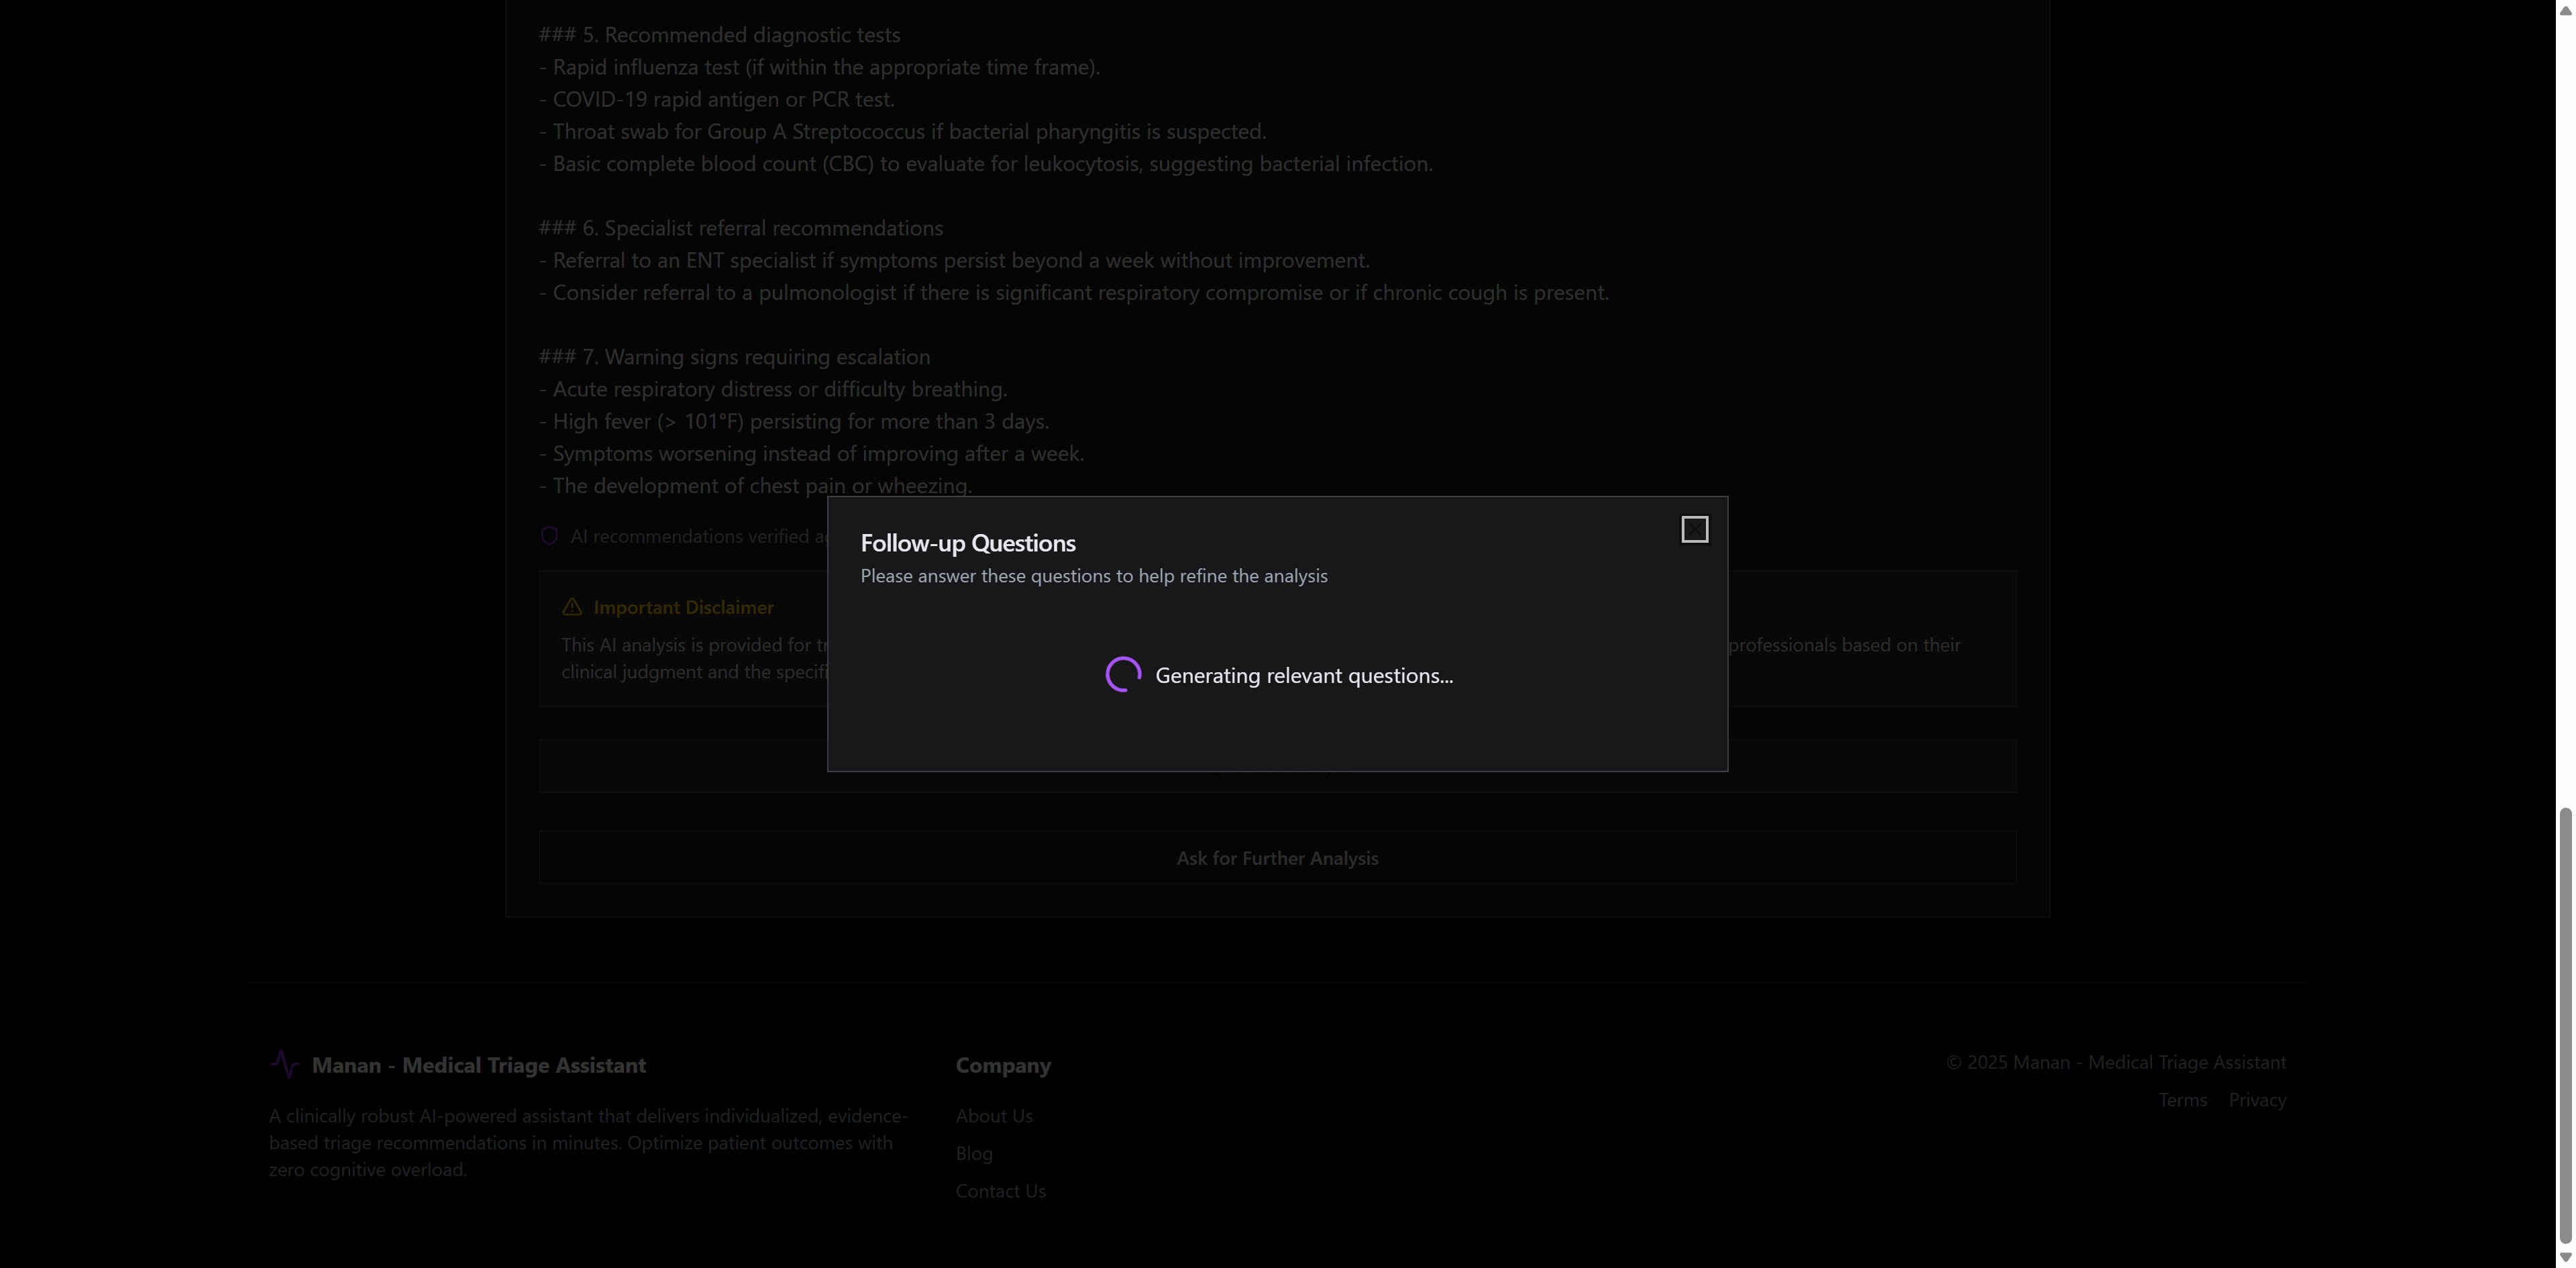 ### 5. Recommended diagnostic tests
- Rapid influenza test (if within the appropriate time frame).
- COVID-19 rapid antigen or PCR test.
- Throat swab for Group A Streptococcus if bacterial pharyngitis is suspected.
- Basic complete blood count (CBC) to evaluate for leukocytosis, suggesting bacterial infection.
### 6. Specialist referral recommendations
- Referral to an ENT specialist if symptoms persist beyond a week without improvement.
- Consider referral to a pulmonologist if there is significant respiratory compromise or if chronic cough is present.
### 7. Warning signs requiring escalation
- Acute respiratory distress or difficulty breathing.
- High fever (> 101°F) persisting for more than 3 days.
- Symptoms worsening instead of improving after a week.
- The development of chest pain or wheezing.
AI recommendations verified
Important Disclaimer
This AI analysis is provided for professionals based on their
clinical judgment and the
Follow-up Questions
Please answer these questions to help refine the analysis
Generating relevant questions...
Ask for Further Analysis
Manan - Medical Triage Assistant
A clinically robust AI-powered assistant that delivers individualized, evidence-
based triage recommendations in minutes. Optimize patient outcomes with
zero cognitive overload.
Company
About Us
Blog
Contact Us
© 2025 Manan - Medical Triage Assistant
Terms Privacy